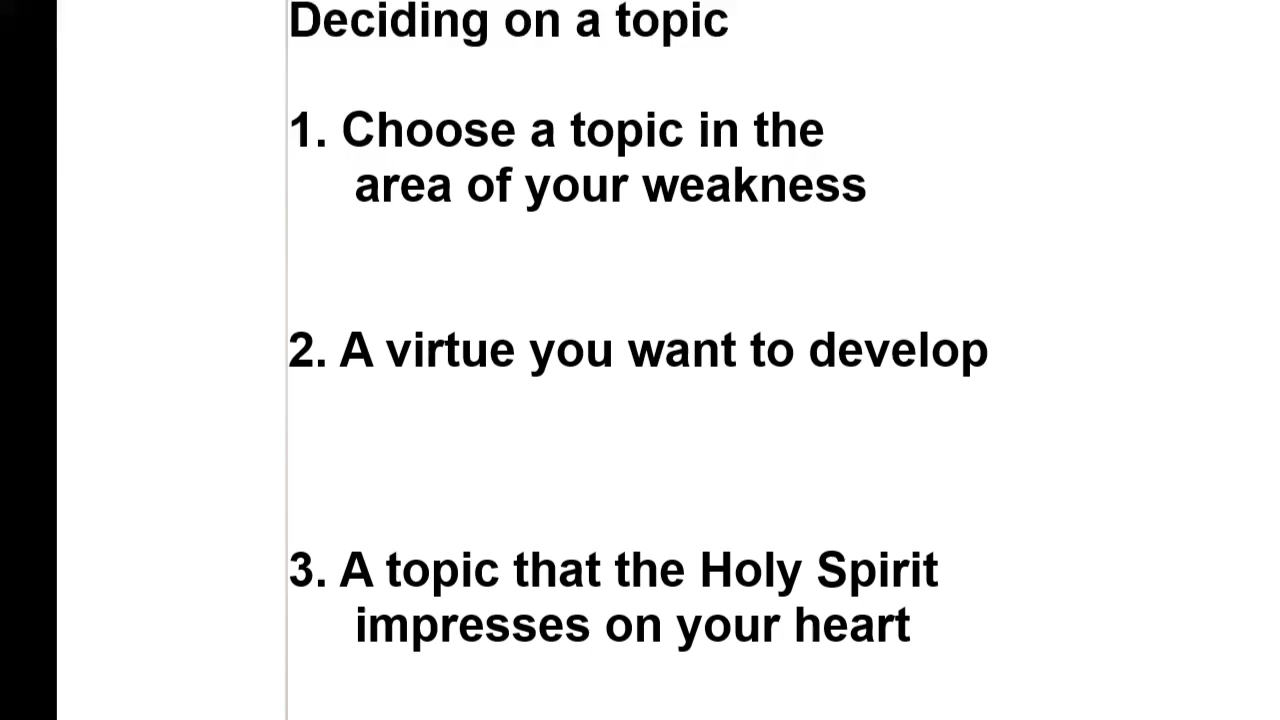 Deciding on a topic
1. Choose a topic in the
area of your weakness
2. A virtue you want to develop
3. A topic that the Holy Spirit
impresses on your heart